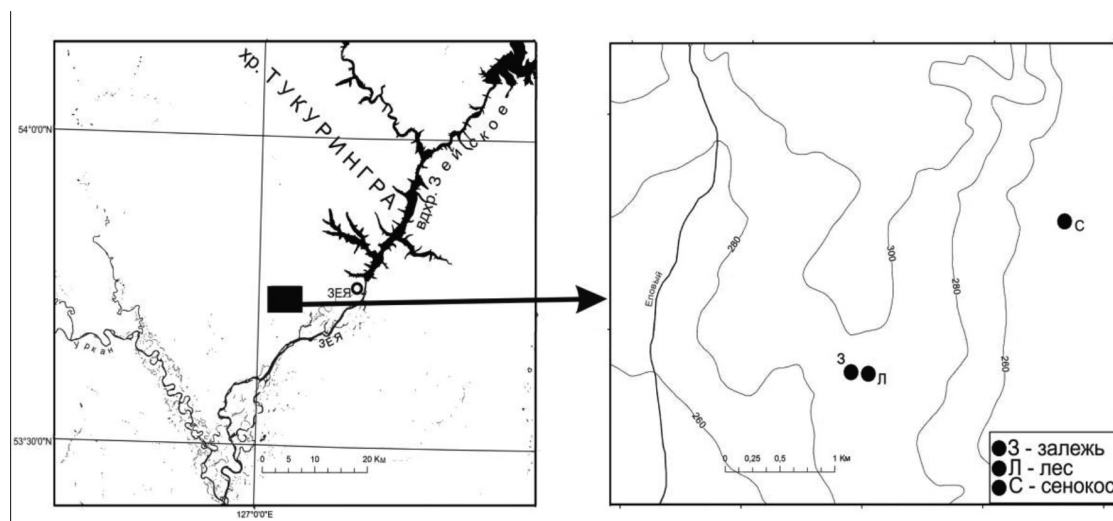 хр. ТУКУРИНГРА
вдхр. Зейское
54°0'0"N
ЗЕЯ
ЗЕЯ
уркан
53°30'0"N
0 5 10 20 Км
127°0'0"E
Еловый
280
300
280
260
260
С
З
Л
0 0,25 0,5 1 Км
З - залежь
Л - лес
С - сенокос